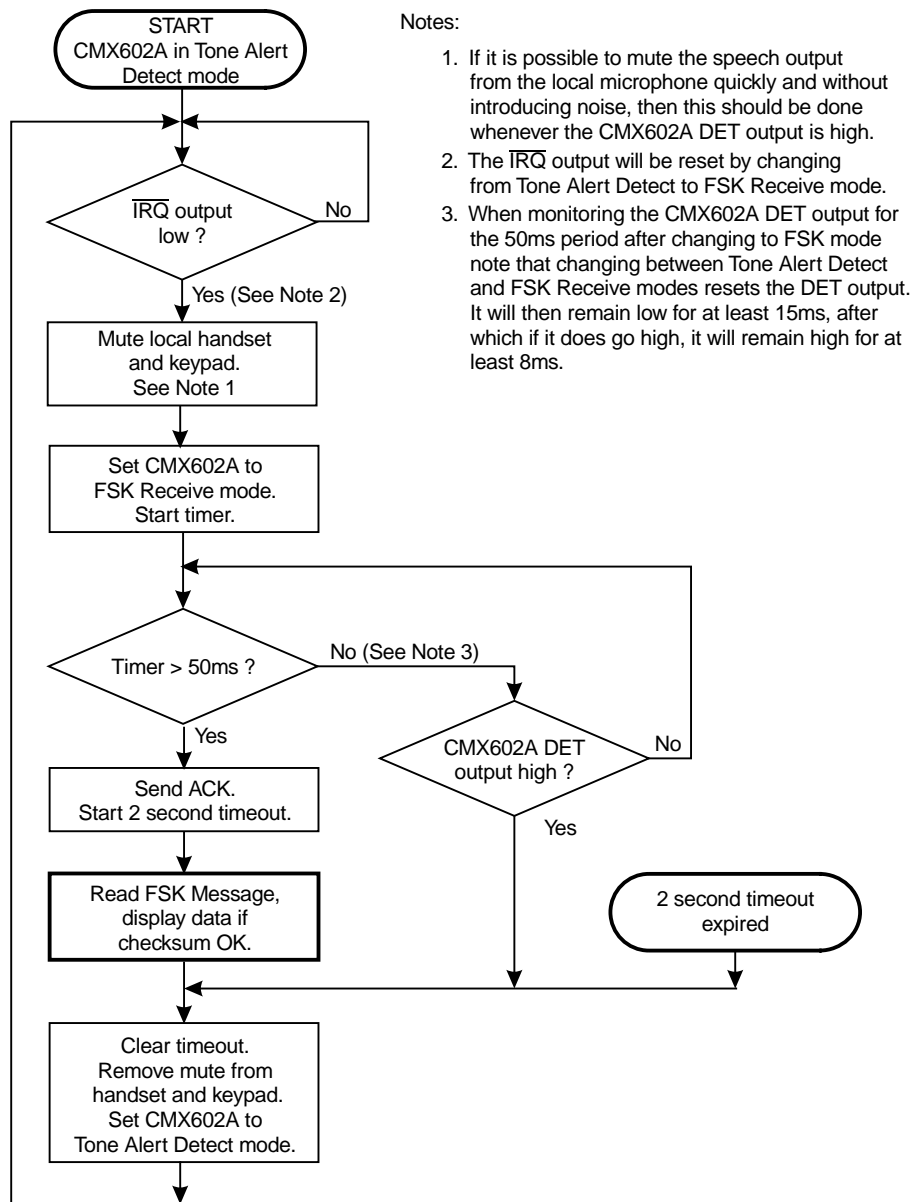 START
CMX602A in Tone Alert
Detect mode
IRQ output
low ?
No
Yes (See Note 2)
Mute local handset
and keypad.
See Note 1
Set CMX602A to
FSK Receive mode.
Start timer.
Timer > 50ms ?
No (See Note 3)
Yes
CMX602A DET
output high ?
No
Yes
Send ACK.
Start 2 second timeout.
Read FSK Message,
display data if
checksum OK.
2 second timeout
expired
Clear timeout.
Remove mute from
handset and keypad.
Set CMX602A to
Tone Alert Detect mode.
Notes:
1. If it is possible to mute the speech output
from the local microphone quickly and without
introducing noise, then this should be done
whenever the CMX602A DET output is high.
2. The IRQ output will be reset by changing
from Tone Alert Detect to FSK Receive mode.
3. When monitoring the CMX602A DET output for
the 50ms period after changing to FSK mode
note that changing between Tone Alert Detect
and FSK Receive modes resets the DET output.
It will then remain low for at least 15ms, after
which if it does go high, it will remain high for at
least 8ms.